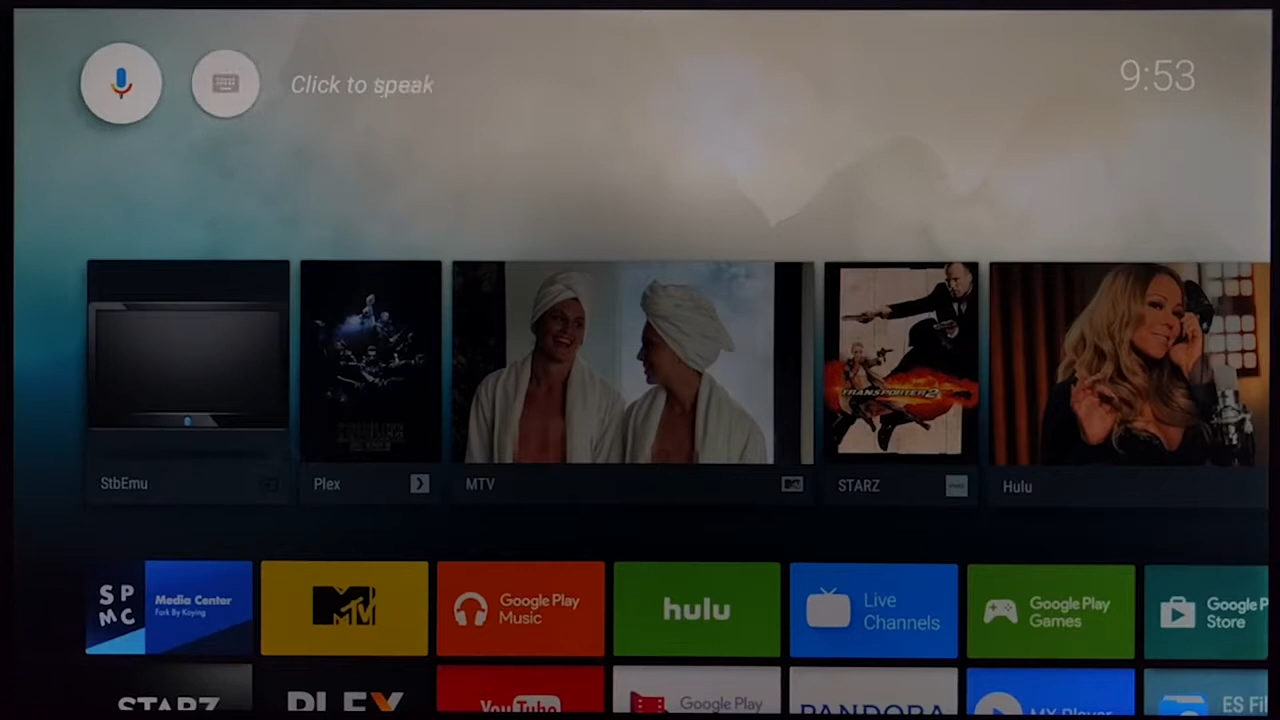 Click to speak
9:53
TRANSPORTER 2
StbEmu
Plex
MTV
STARZ
Hulu
SP
MC
Media Center
Fork By Koying
MTV
Google Play
Music
hulu
Live
Channels
Google Play
Games
Google P
Store
STARZ
PLEX
YouTube
Google Play
PANDORA
MX Player
ES Fil